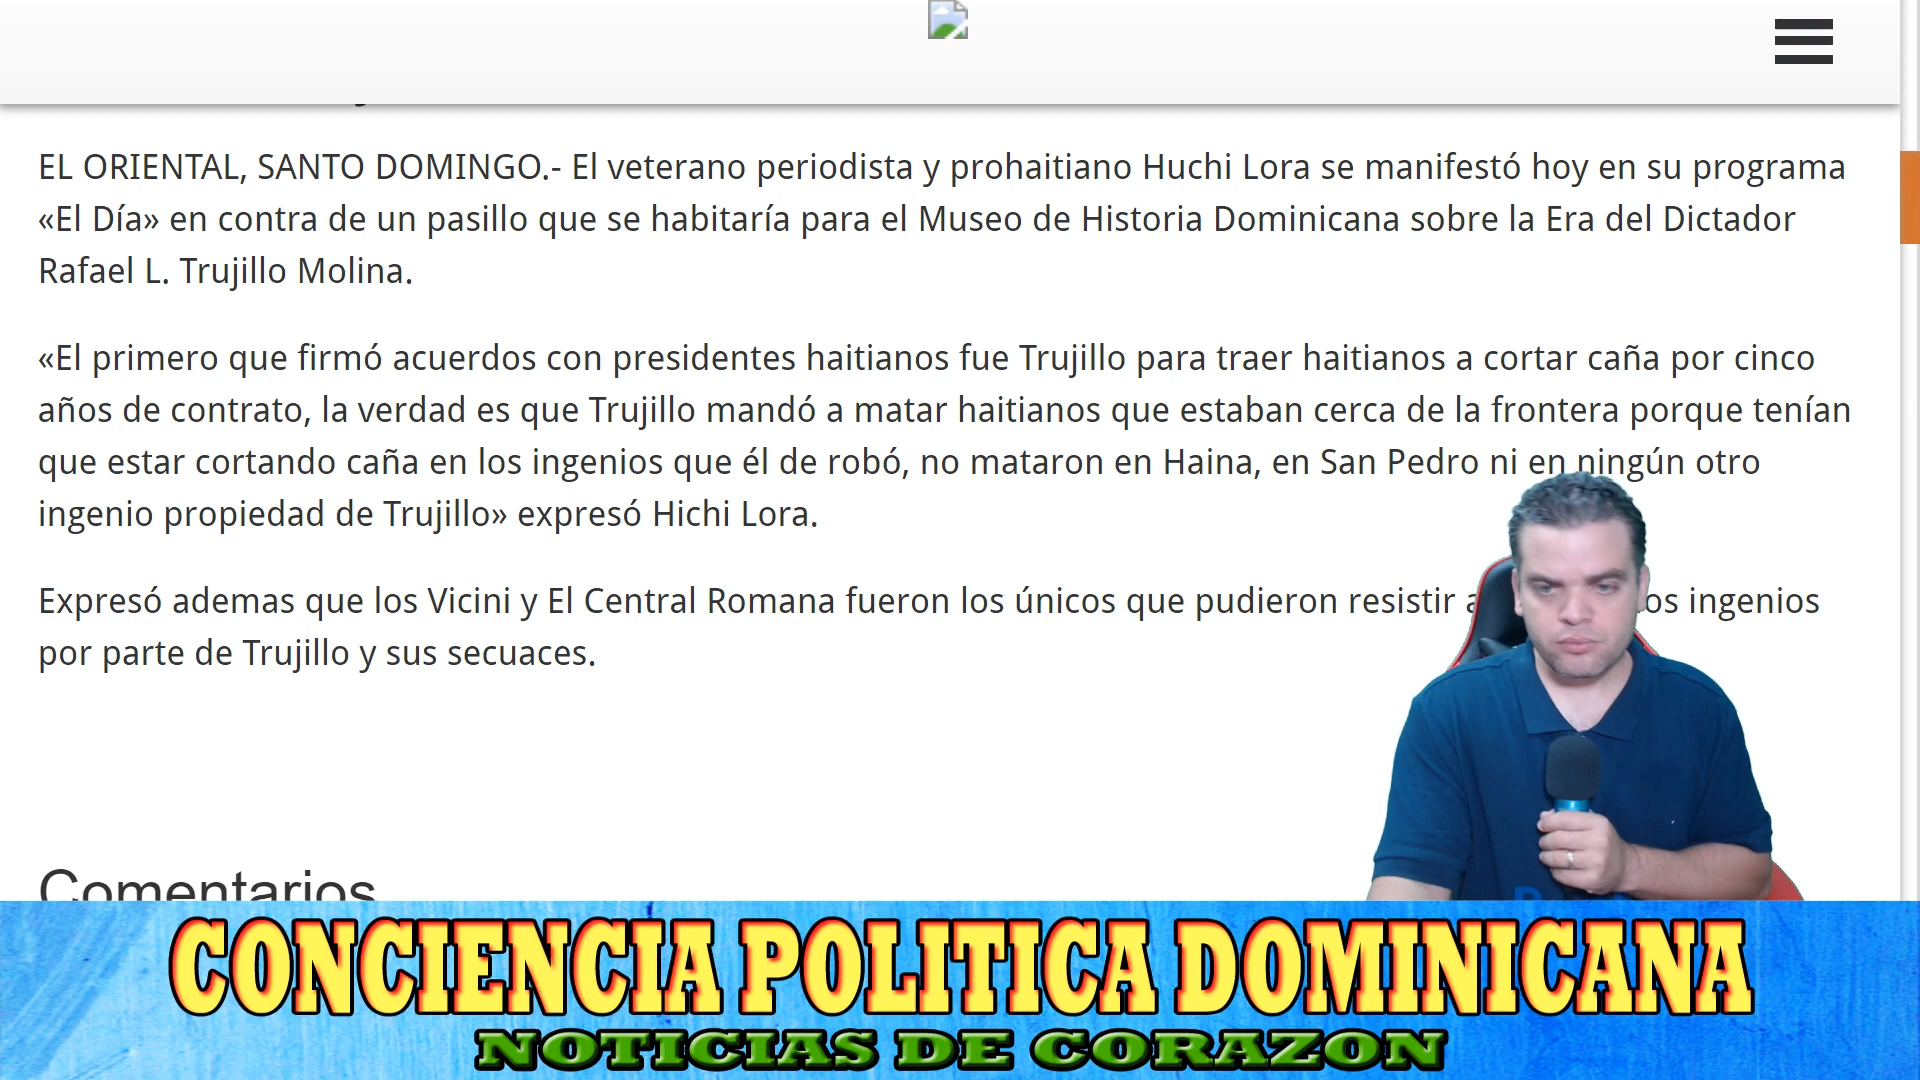 EL ORIENTAL, SANTO DOMINGO.- El veterano periodista y prohaitiano Huchi Lora se manifestó hoy en su programa
«El Día» en contra de un pasillo que se habitaría para el Museo de Historia Dominicana sobre la Era del Dictador
Rafael L. Trujillo Molina.
«El primero que firmó acuerdos con presidentes haitianos fue Trujillo para traer haitianos a cortar caña por cinco
años de contrato, la verdad es que Trujillo mandó a matar haitianos que estaban cerca de la frontera porque tenían
que estar cortando caña en los ingenios que él de robó, no mataron en Haina, en San Pedro ni en ningún otro
ingenio propiedad de Trujillo» expresó Hichi Lora.
Expresó ademas que los Vicini y El Central Romana fueron los únicos que pudieron resistir ingenios
por parte de Trujillo y sus secuaces.
Comentarios
CONCIENCIA POLITICA DOMINICANA
NOTICIAS DE CORAZON